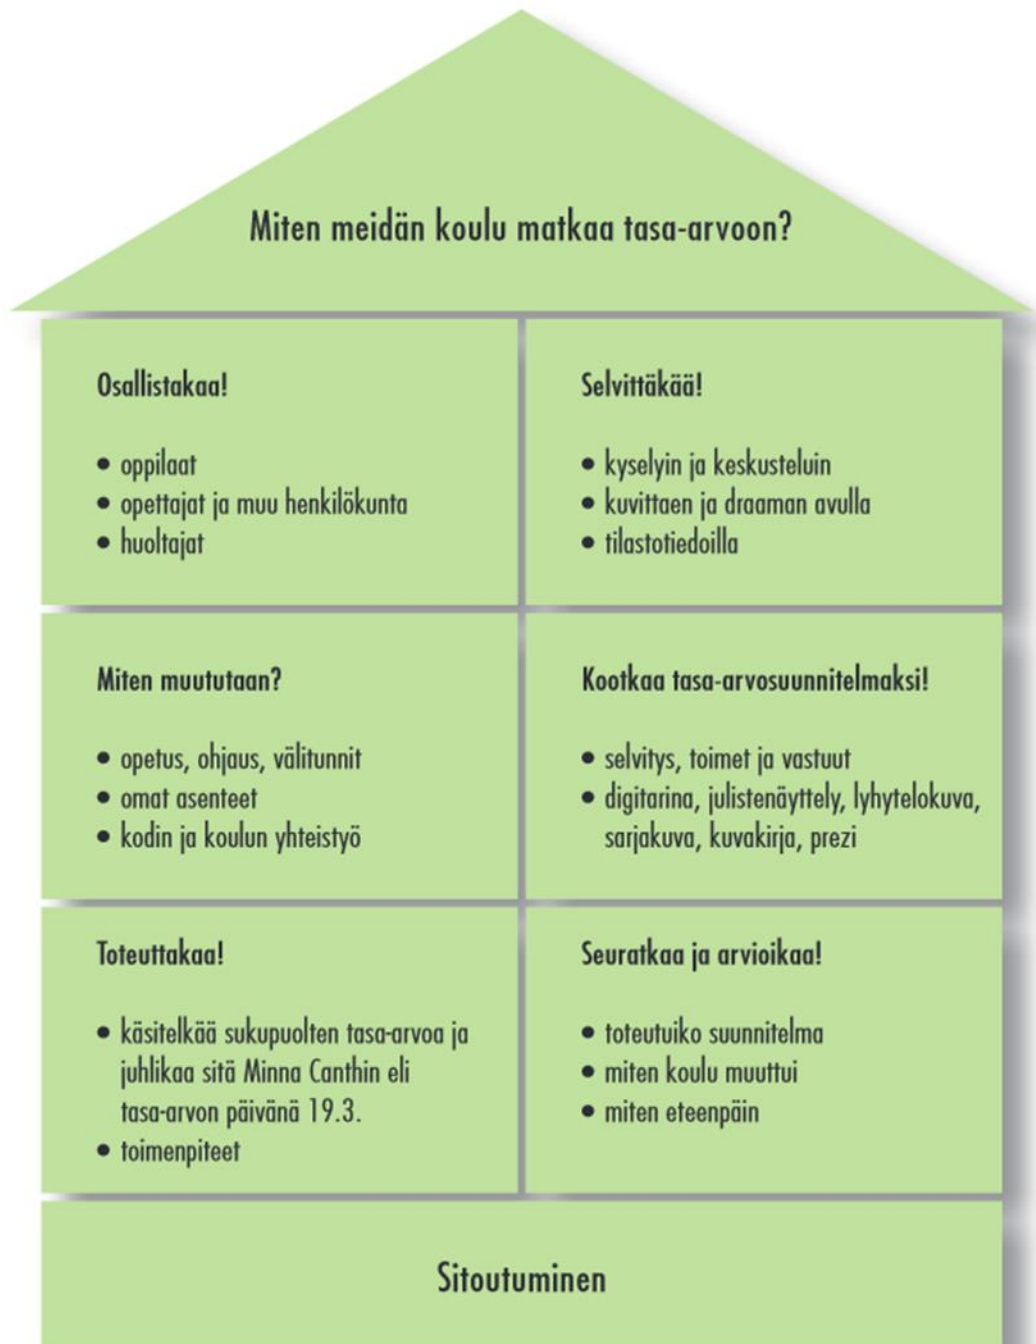 Miten meidän koulu matkaa tasa-arvoon?
Osallistakaa!
• oppilaat
• opettajat ja muu henkilökunta
• huoltajat
Selvittäkää!
• kyselyin ja keskusteluin
• kuvittaen ja draaman avulla
• tilastotiedoilla
Miten muututaan?
• opetus, ohjaus, välitunnit
• omat asenteet
• kodin ja koulun yhteistyö
Kootkaa tasa-arvosuunnitelmaksi!
• selvitys, toimet ja vastuut
• digitarina, julistenäyttely, lyhytelokuva,
sarjakuva, kuvakirja, prezi
Toteuttakaa!
• käsitelkää sukupuolten tasa-arvoa ja
juhlikaa sitä Minna Canthin eli
tasa-arvon päivänä 19.3.
• toimenpiteet
Seuratkaa ja arvioikaa!
• toteutuiko suunnitelma
• miten koulu muuttui
• miten eteenpäin
Sitoutuminen